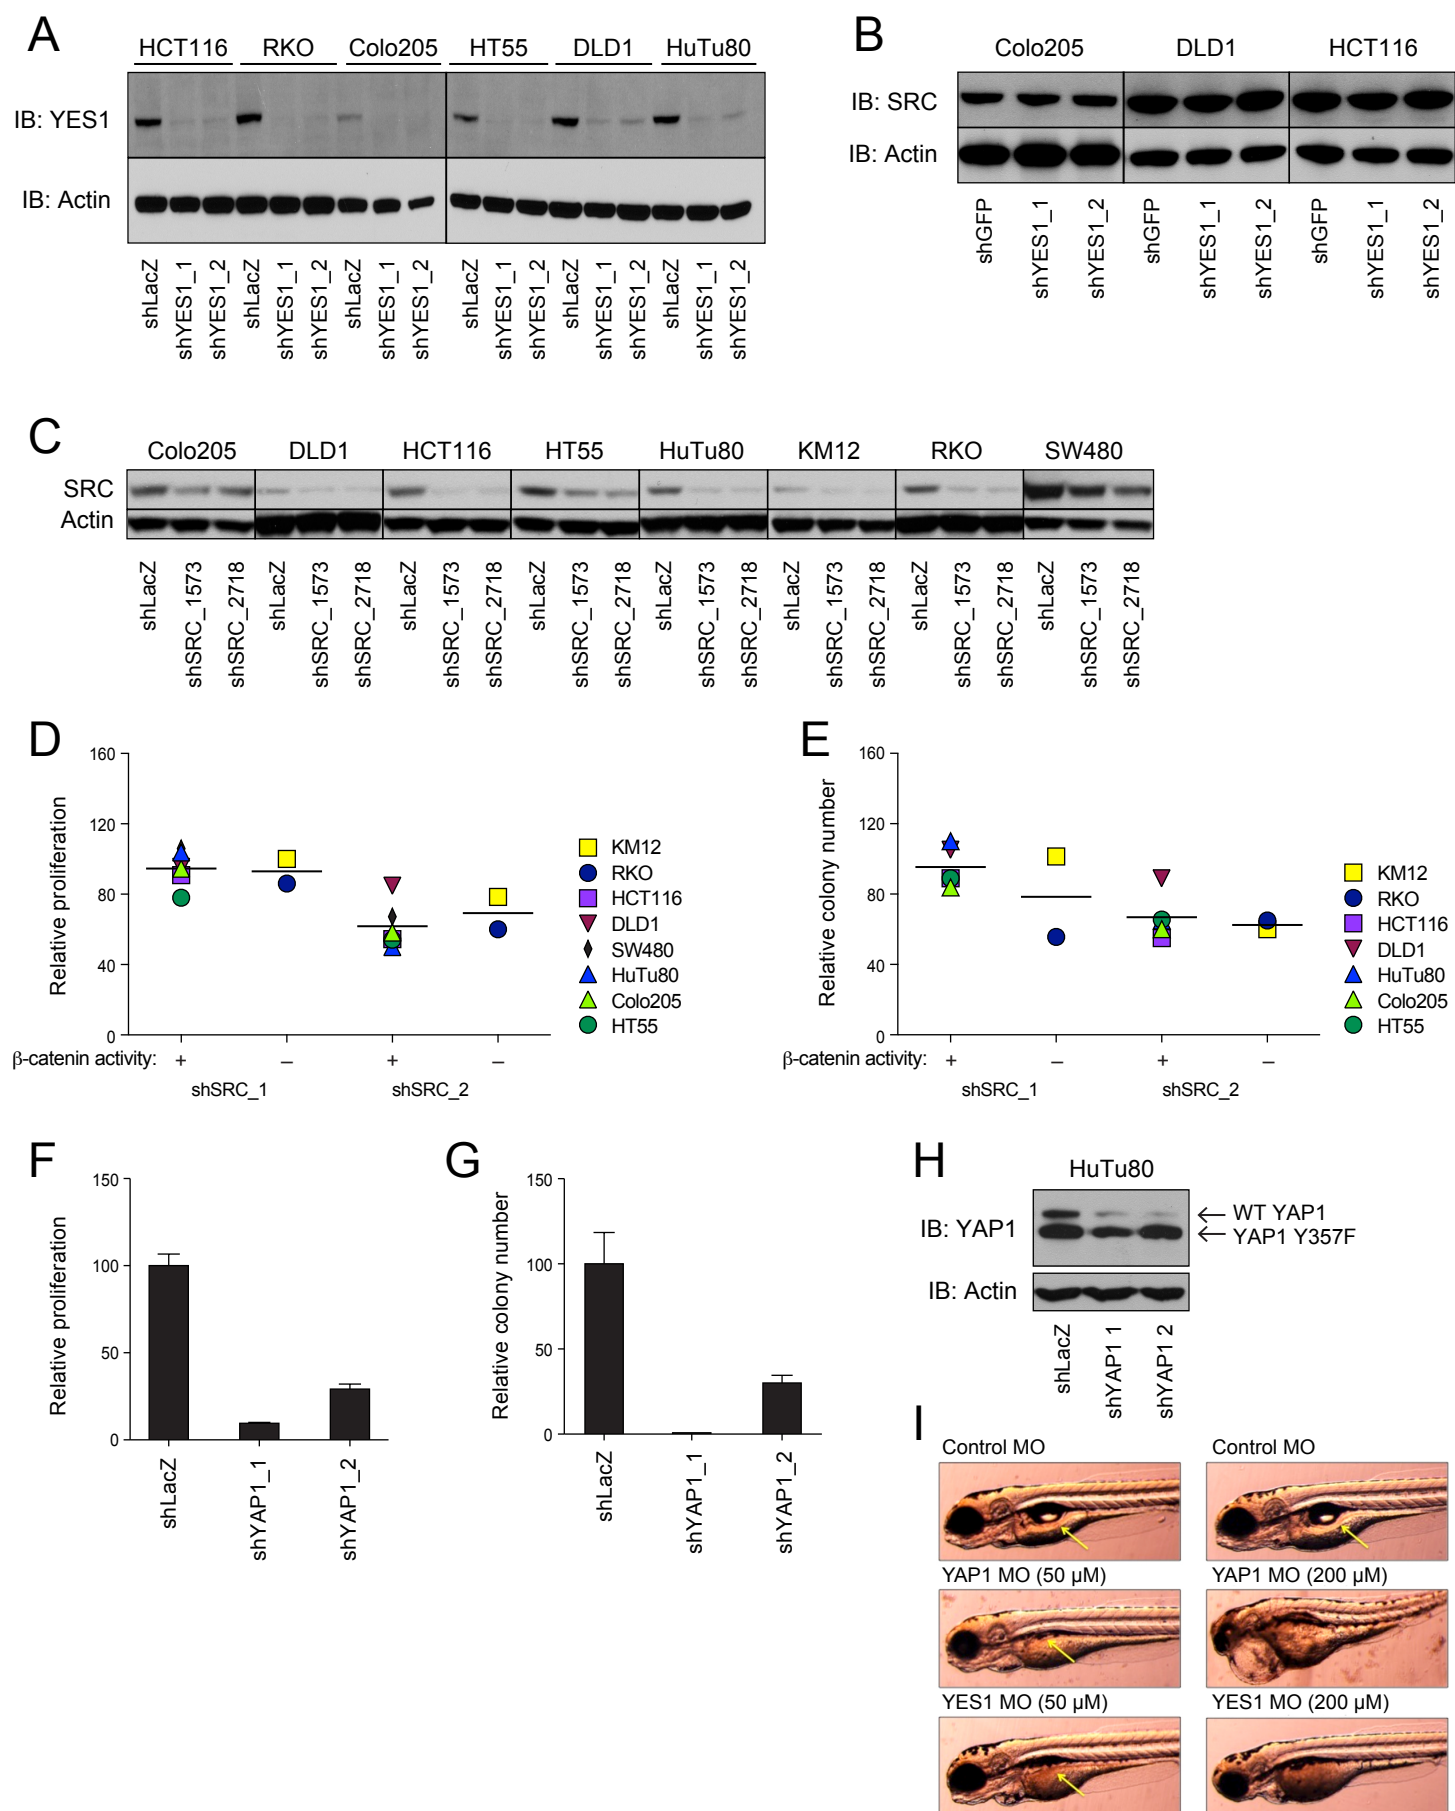 A
HCT116 RKO Colo205 HT55 DLD1 HuTu80
IB: YES1
IB: Actin
shLacZ shYES1_1 shYES1_2 shLacZ shYES1_1 shYES1_2 shLacZ shYES1_1 shYES1_2 shLacZ shYES1_1 shYES1_2 shLacZ shYES1_1 shYES1_2 shLacZ shYES1_1 shYES1_2
B
Colo205 DLD1 HCT116
IB: SRC
IB: Actin
shGFP shYES1_1 shYES1_2 shGFP shYES1_1 shYES1_2 shGFP shYES1_1 shYES1_2
C
Colo205 DLD1 HCT116 HT55 HuTu80 KM12 RKO SW480
SRC
Actin
shLacZ shSRC_1573 shSRC_2718 shLacZ shSRC_1573 shSRC_2718 shLacZ shSRC_1573 shSRC_2718 shLacZ shSRC_1573 shSRC_2718 shLacZ shSRC_1573 shSRC_2718 shLacZ shSRC_1573 shSRC_2718 shLacZ shSRC_1573 shSRC_2718 shLacZ shSRC_1573 shSRC_2718
D
Relative proliferation
160
120
80
40
0
β-catenin activity: + – + –
shSRC_1 shSRC_2
KM12
RKO
HCT116
DLD1
SW480
HuTu80
Colo205
HT55
E
Relative colony number
160
120
80
40
0
β-catenin activity: + – + –
shSRC_1 shSRC_2
KM12
RKO
HCT116
DLD1
HuTu80
Colo205
HT55
F
Relative proliferation
150
100
50
0
shLacZ shYAP1_1 shYAP1_2
G
Relative colony number
150
100
50
0
shLacZ shYAP1_1 shYAP1_2
H
HuTu80
IB: YAP1
WT YAP1
YAP1 Y357F
IB: Actin
shLacZ shYAP1 1 shYAP1 2
I
Control MO Control MO
YAP1 MO (50 µM) YAP1 MO (200 µM)
YES1 MO (50 µM) YES1 MO (200 µM)